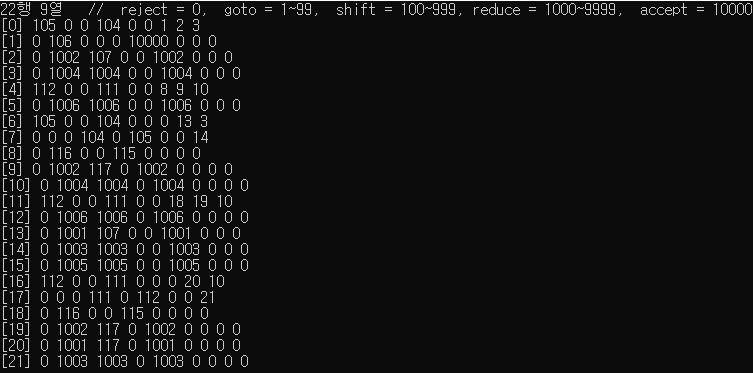 22행 9열   //  reject = 0,  goto = 1~99,  shift = 100~999, reduce = 1000~9999,  accept = 10000
[0] 105 0 0 104 0 0 1 2 3
[1] 0 106 0 0 0 10000 0 0 0
[2] 0 1002 107 0 0 1002 0 0 0
[3] 0 1004 1004 0 0 1004 0 0 0
[4] 112 0 0 111 0 0 8 9 10
[5] 0 1006 1006 0 0 1006 0 0 0
[6] 105 0 0 104 0 0 0 13 3
[7] 0 0 0 104 0 105 0 0 14
[8] 0 116 0 0 115 0 0 0 0
[9] 0 1002 117 0 1002 0 0 0 0
[10] 0 1004 1004 0 1004 0 0 0 0
[11] 112 0 0 111 0 0 18 19 10
[12] 0 1006 1006 0 1006 0 0 0 0
[13] 0 1001 107 0 0 1001 0 0 0
[14] 0 1003 1003 0 0 1003 0 0 0
[15] 0 1005 1005 0 0 1005 0 0 0
[16] 112 0 0 111 0 0 0 20 10
[17] 0 0 0 111 0 112 0 0 21
[18] 0 116 0 0 115 0 0 0 0
[19] 0 1002 117 0 1002 0 0 0 0
[20] 0 1001 117 0 1001 0 0 0 0
[21] 0 1003 1003 0 1003 0 0 0 0